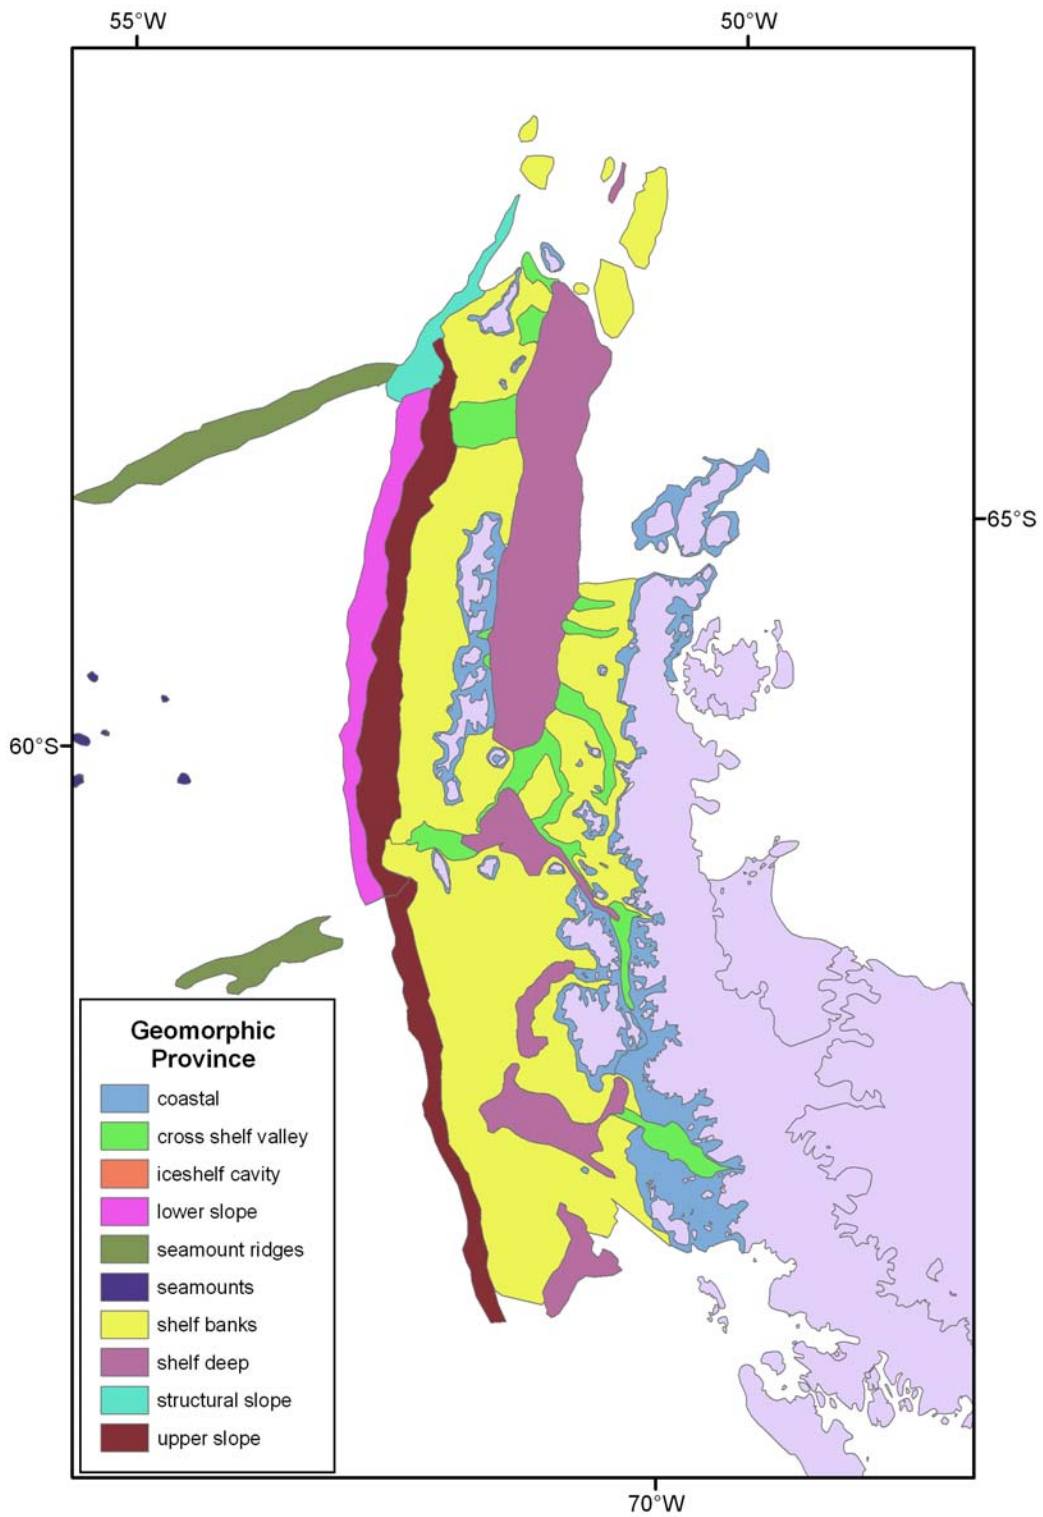 55°W
50°W
65°S
60°S
Geomorphic
Province
coastal
cross shelf valley
iceshelf cavity
lower slope
seamount ridges
seamounts
shelf banks
shelf deep
structural slope
upper slope
70°W